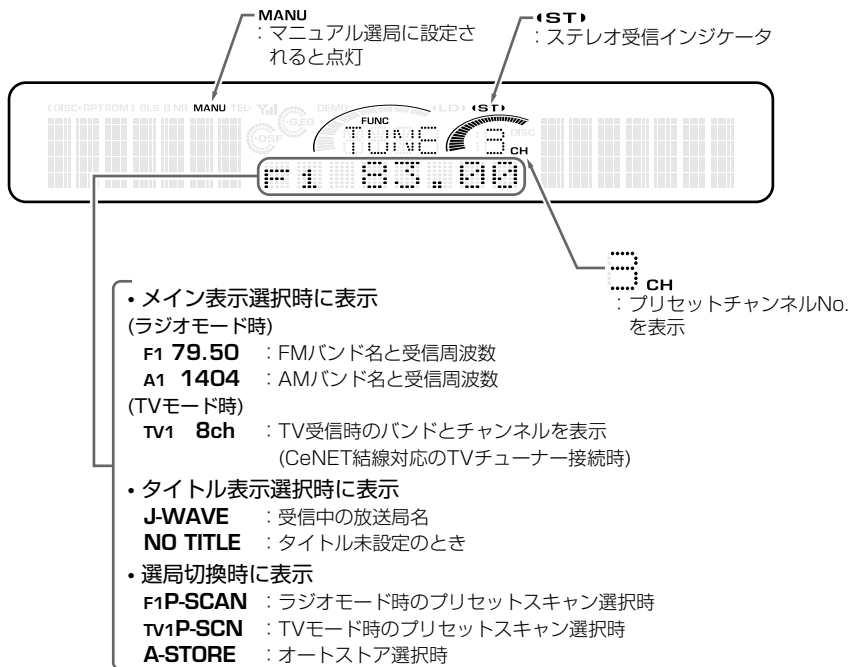 MANU
：マニュアル選局に設定さ
れると点灯
(ST)
：ステレオ受信インジケータ
DISC RPT RDM BLS B NR MANU TEL DEMO LD (ST)
G.EQ
DSF
FUNC
TUNE 3 DISC
CH
F1 83.00
3 CH
：プリセットチャンネルNo.
を表示
・メイン表示選択時に表示
(ラジオモード時)
F1 79.50 ：FMバンド名と受信周波数
A1 1404 ：AMバンド名と受信周波数
(TVモード時)
TV1 8ch ：TV受信時のバンドとチャンネルを表示
(CeNET結線対応のTVチューナー接続時)
・タイトル表示選択時に表示
J-WAVE ：受信中の放送局名
NO TITLE ：タイトル未設定のとき
・選局切換時に表示
F1P-SCAN ：ラジオモード時のプリセットスキャン選択時
TV1P-SCN ：TVモード時のプリセットスキャン選択時
A-STORE ：オートストア選択時